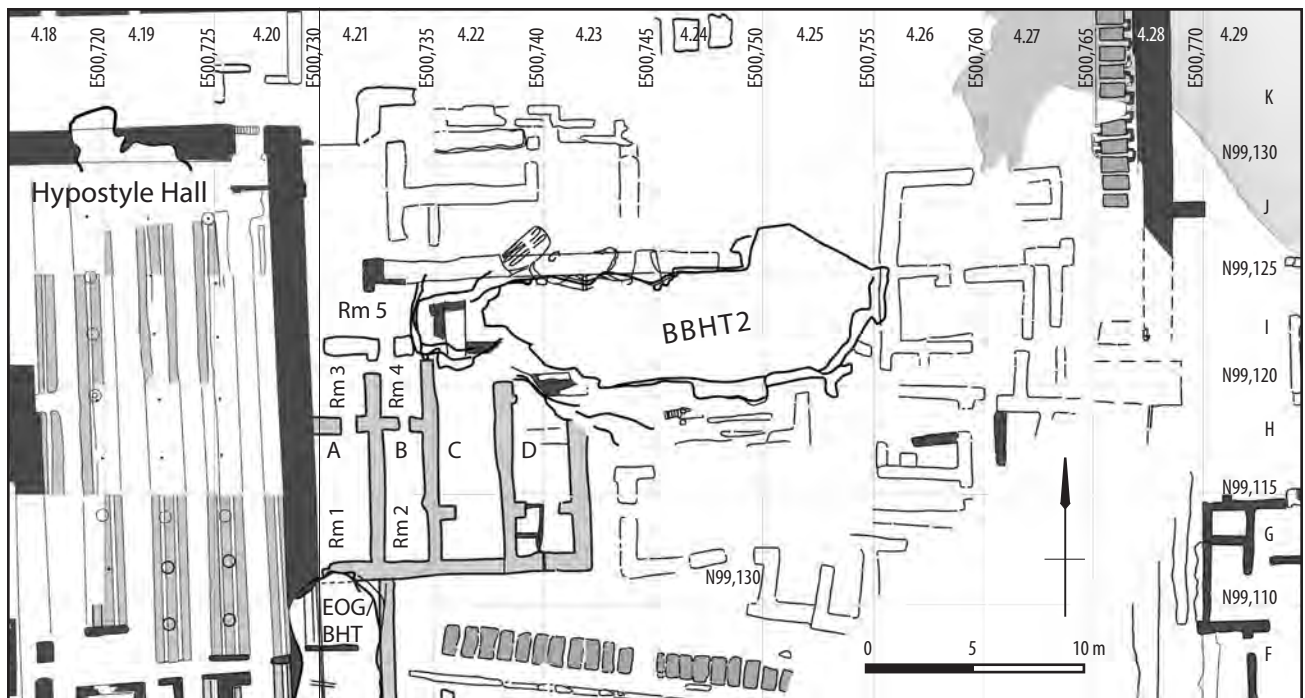 4.18
4.19
4.20
4.21
4.22
4.23
4.24
4.25
4.26
4.27
4.28
4.29
E500,720
E500,725
E500,730
E500,735
E500,740
E500,745
E500,750
E500,755
E500,760
E500,765
E500,770
K
N99,130
J
N99,125
I
N99,120
H
N99,115
G
N99,110
F
Hypostyle Hall
Rm 5
BBHT2
Rm 3
Rm 4
A
B
C
D
Rm 1
Rm 2
N99,130
EOG/
BHT
0 5 10 m